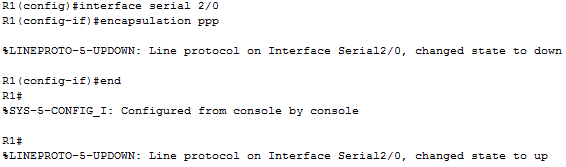 R1(config)#interface serial 2/0
R1(config-if)#encapsulation ppp
%LINEPROTO-5-UPDOWN: Line protocol on Interface Serial2/0, changed state to down
R1(config-if)#end
R1#
%SYS-5-CONFIG_I: Configured from console by console
R1#
%LINEPROTO-5-UPDOWN: Line protocol on Interface Serial2/0, changed state to up